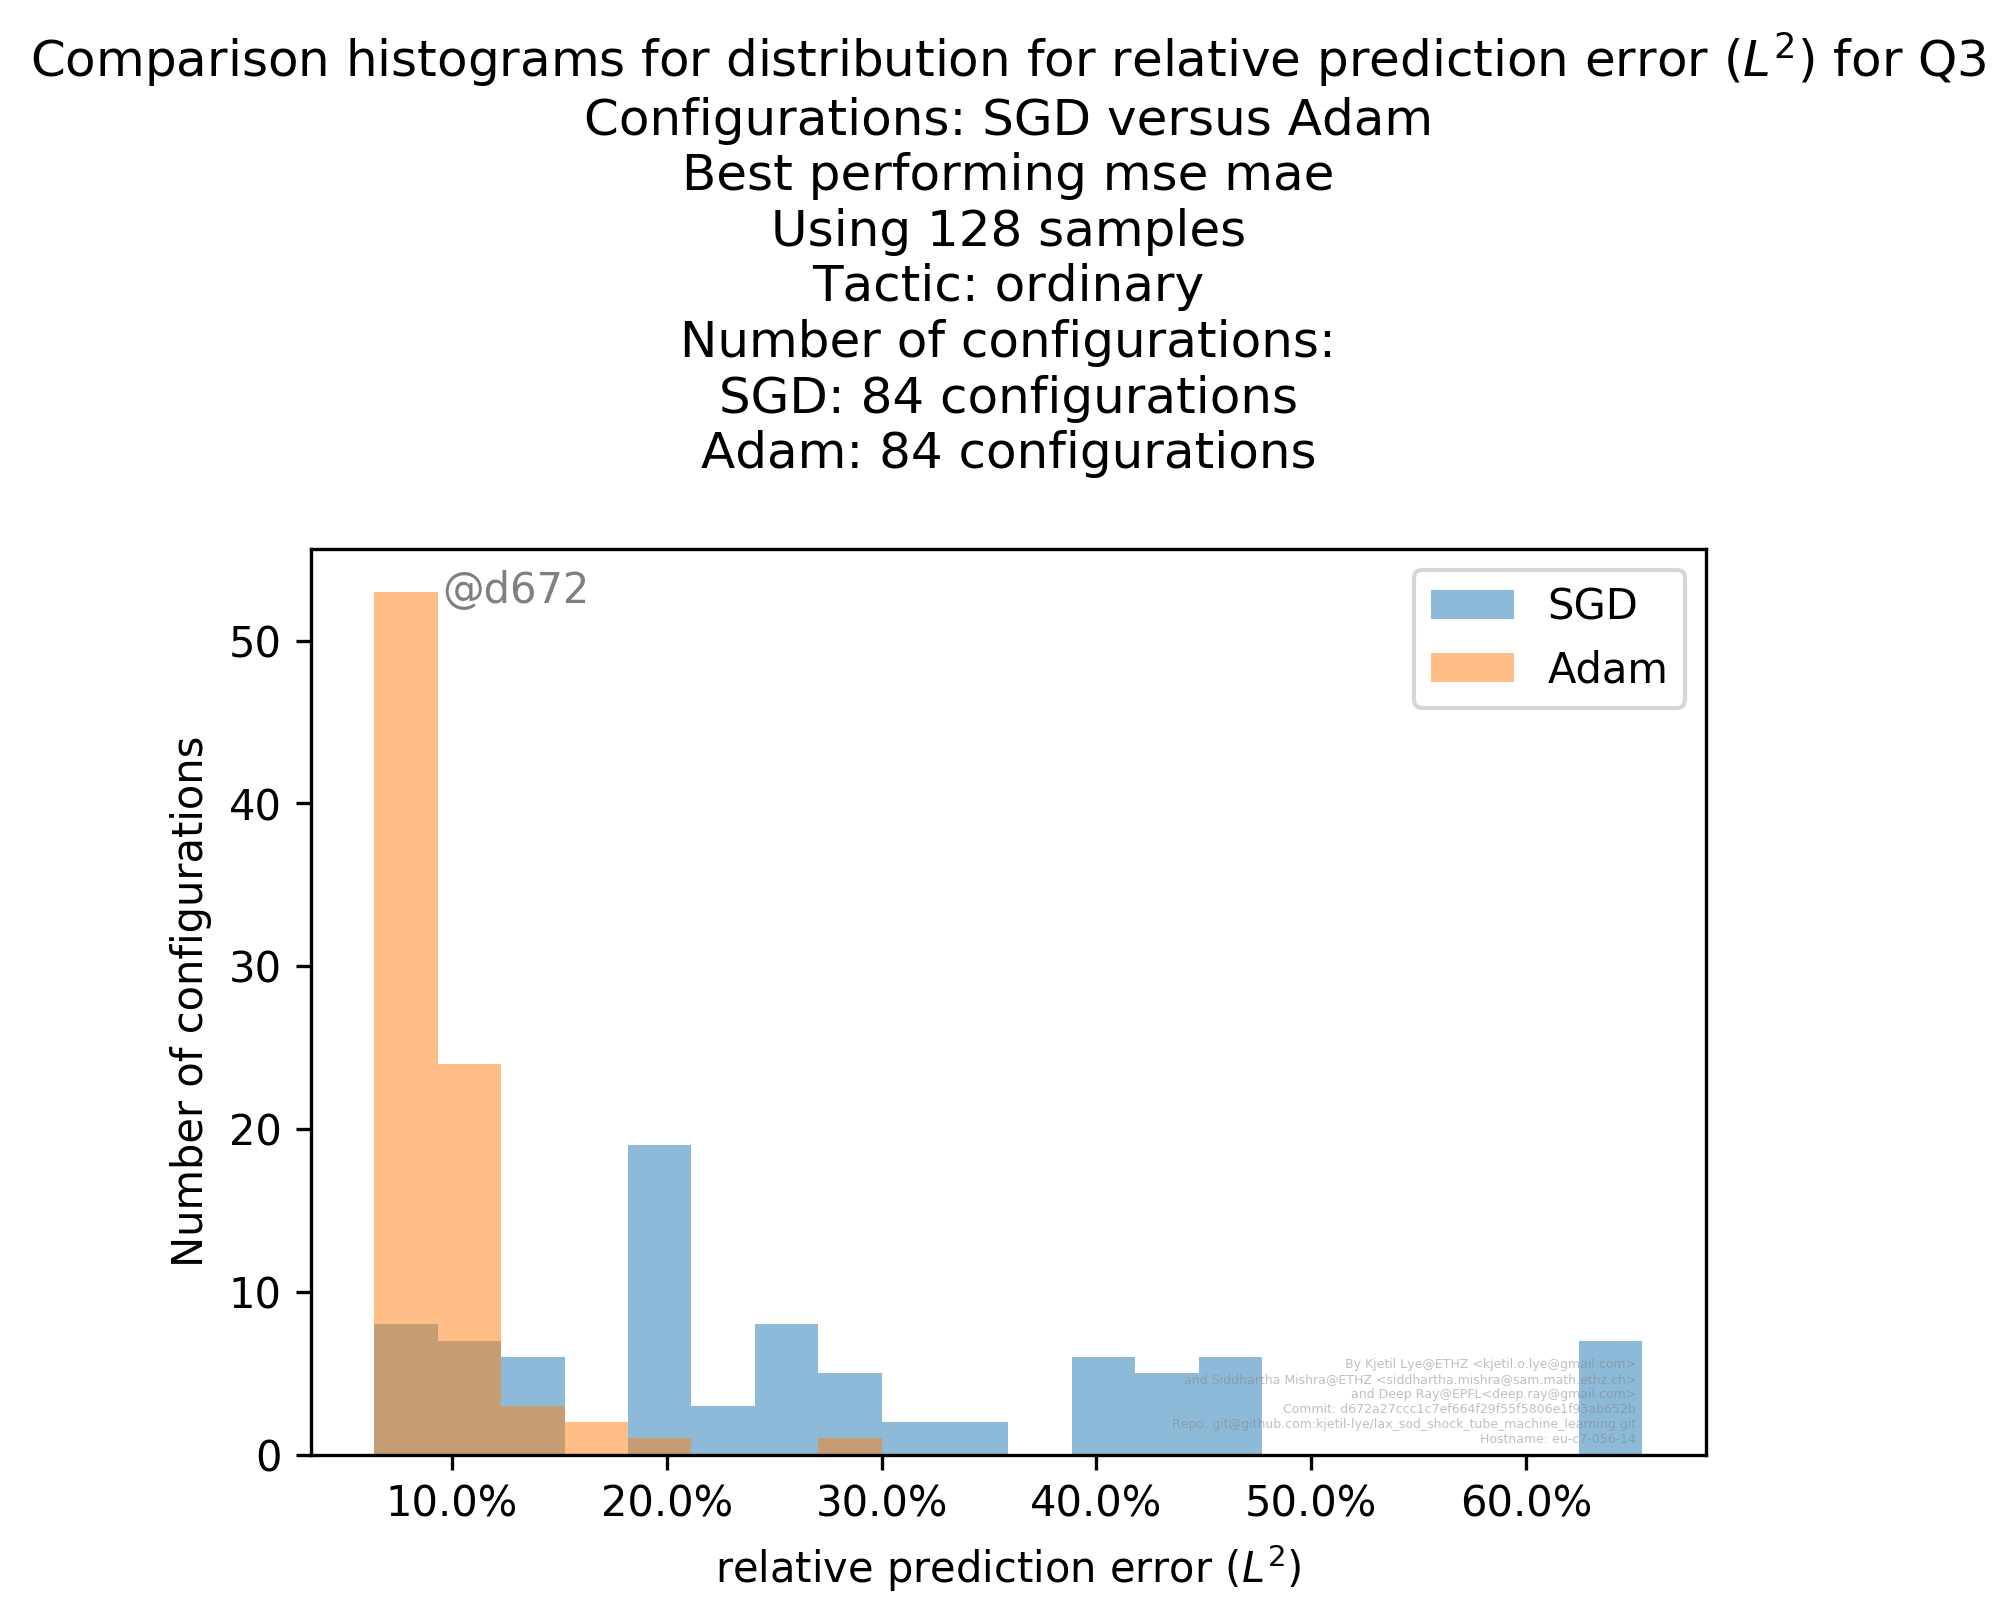 Comparison histograms for distribution for relative prediction error (L²) for Q3
Configurations: SGD versus Adam
Best performing mse mae
Using 128 samples
Tactic: ordinary
Number of configurations:
SGD: 84 configurations
Adam: 84 configurations
@d672
SGD
Adam
Number of configurations
50
40
30
20
10
0
By Kjetil Lye@ETHZ <kjetil.o.lye@gmail.com>
and Siddhartha Mishra@ETHZ <siddhartha.mishra@sam.math.ethz.ch>
and Deep Ray@EPFL<deep.ray@gmail.com>
Commit: d672a27ccc1c7ef664f29f55f5806e1f93ab652b
Repo: git@github.com:kjetil-lye/lax_sod_shock_tube_machine_learning.git
Hostname: eu-c7-056-14
10.0% 20.0% 30.0% 40.0% 50.0% 60.0%
relative prediction error (L²)